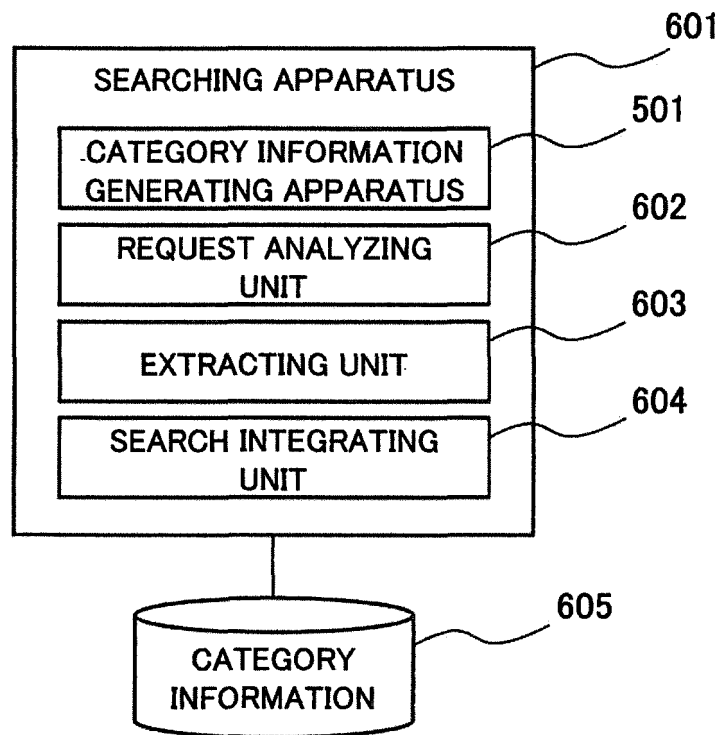 601
SEARCHING APPARATUS
501
CATEGORY INFORMATION
GENERATING APPARATUS
602
REQUEST ANALYZING
UNIT
603
EXTRACTING UNIT
604
SEARCH INTEGRATING
UNIT
605
CATEGORY
INFORMATION